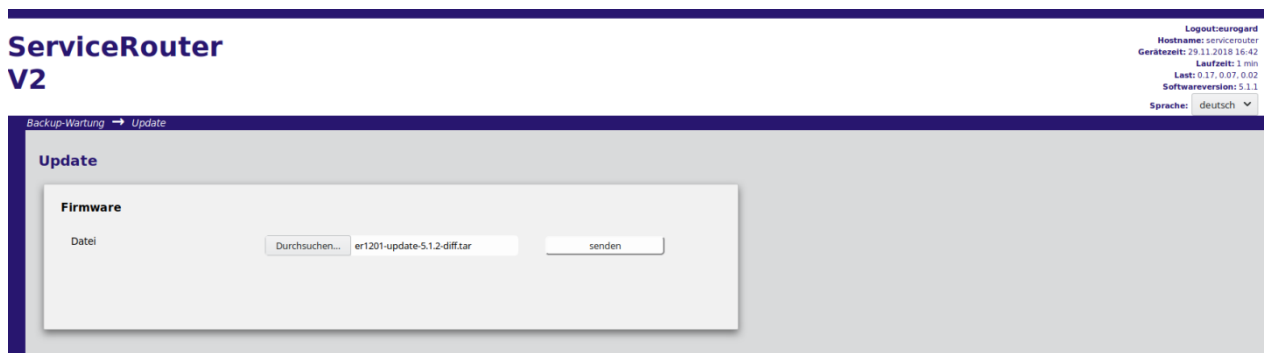 ServiceRouter
V2
Logout:eurogard
Hostname: servicerouter
Gerätezeit: 29.11.2018 16:42
Laufzeit: 1 min
Last: 0.17, 0.07, 0.02
Softwareversion: 5.1.1
Sprache: deutsch
Backup-Wartung → Update
Update
Firmware
Datei Durchsuchen... er1201-update-5.1.2-diff.tar senden